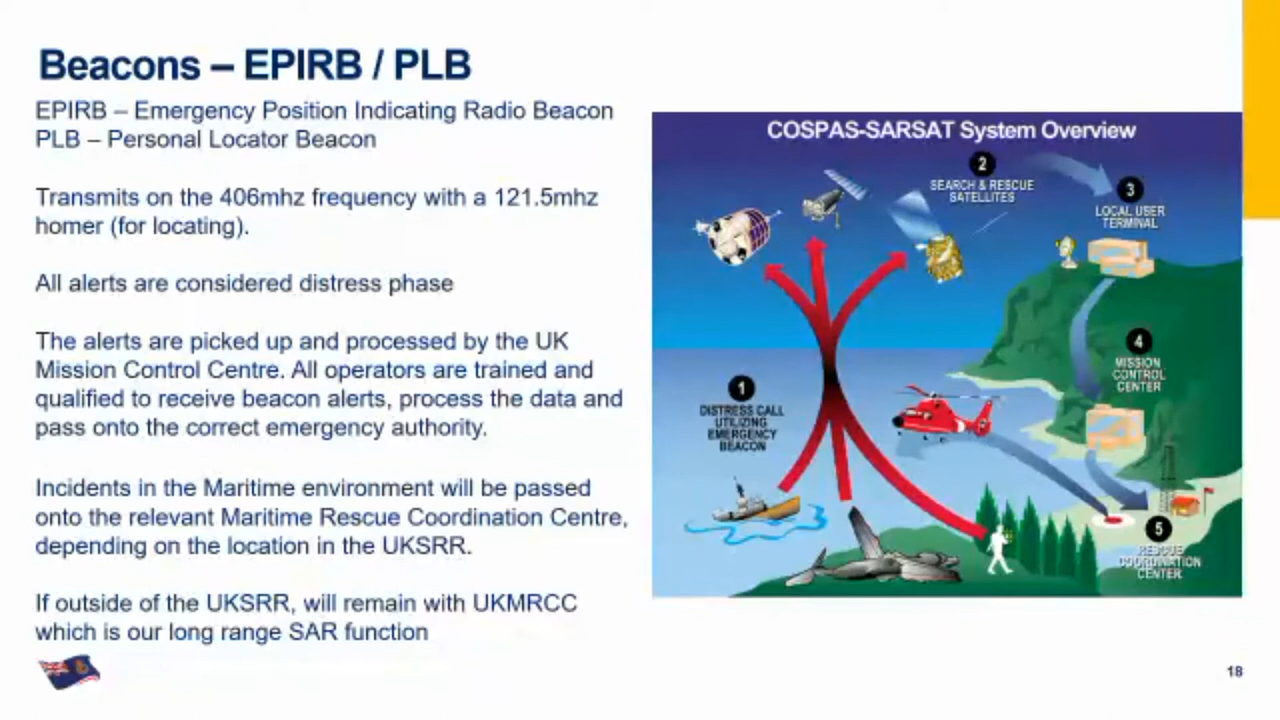 Beacons – EPIRB / PLB
EPIRB – Emergency Position Indicating Radio Beacon
PLB – Personal Locator Beacon
Transmits on the 406mhz frequency with a 121.5mhz
homer (for locating).
All alerts are considered distress phase
The alerts are picked up and processed by the UK
Mission Control Centre. All operators are trained and
qualified to receive beacon alerts, process the data and
pass onto the correct emergency authority.
Incidents in the Maritime environment will be passed
onto the relevant Maritime Rescue Coordination Centre,
depending on the location in the UKSRR.
If outside of the UKSRR, will remain with UKMRCC
which is our long range SAR function
COSPAS-SARSAT System Overview
1
DISTRESS CALL
UTILIZING
EMERGENCY
BEACON
2
SEARCH & RESCUE
SATELLITES
3
LOCAL USER
TERMINAL
4
MISSION
CONTROL
CENTER
5
RESCUE
COORDINATION
CENTER
18